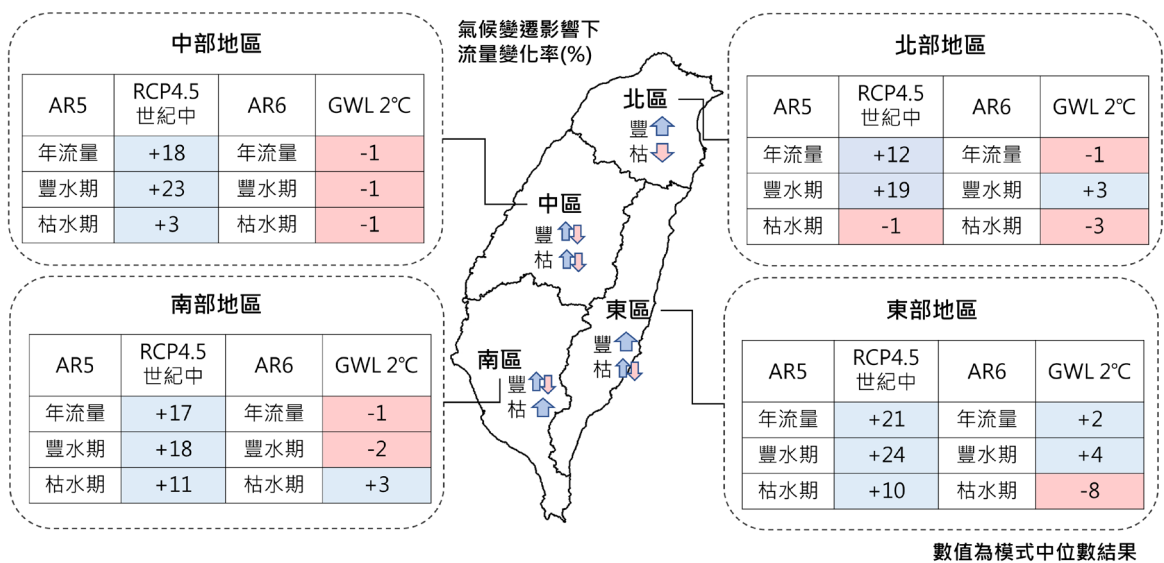 氣候變遷影響下
流量變化率(%)
中部地區
AR5 RCP4.5 世紀中 AR6 GWL 2℃
年流量 +18 年流量 -1
豐水期 +23 豐水期 -1
枯水期 +3 枯水期 -1
北部地區
AR5 RCP4.5 世紀中 AR6 GWL 2℃
年流量 +12 年流量 -1
豐水期 +19 豐水期 +3
枯水期 -1 枯水期 -3
北區
豐
枯
中區
豐
枯
東區
豐
枯
南區
豐
枯
南部地區
AR5 RCP4.5 世紀中 AR6 GWL 2℃
年流量 +17 年流量 -1
豐水期 +18 豐水期 -2
枯水期 +11 枯水期 +3
東部地區
AR5 RCP4.5 世紀中 AR6 GWL 2℃
年流量 +21 年流量 +2
豐水期 +24 豐水期 +4
枯水期 +10 枯水期 -8
數值為模式中位數結果